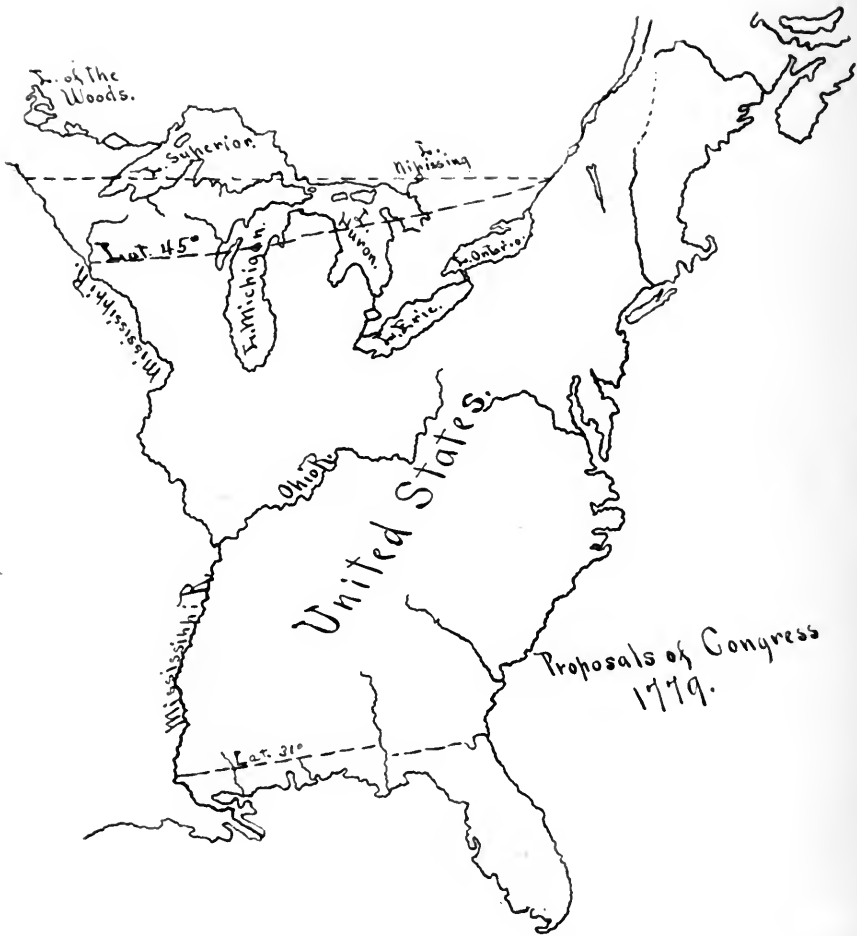 L. of the
Woods.
L. Superior.
L.
Nipissing
Lat. 45°
L. Huron.
L. Ontario.
L. Michigan.
Mississippi R.
L. Erie.
United States.
Ohio R.
Mississippi R.
Proposals of Congress
1779.
Lat. 31°